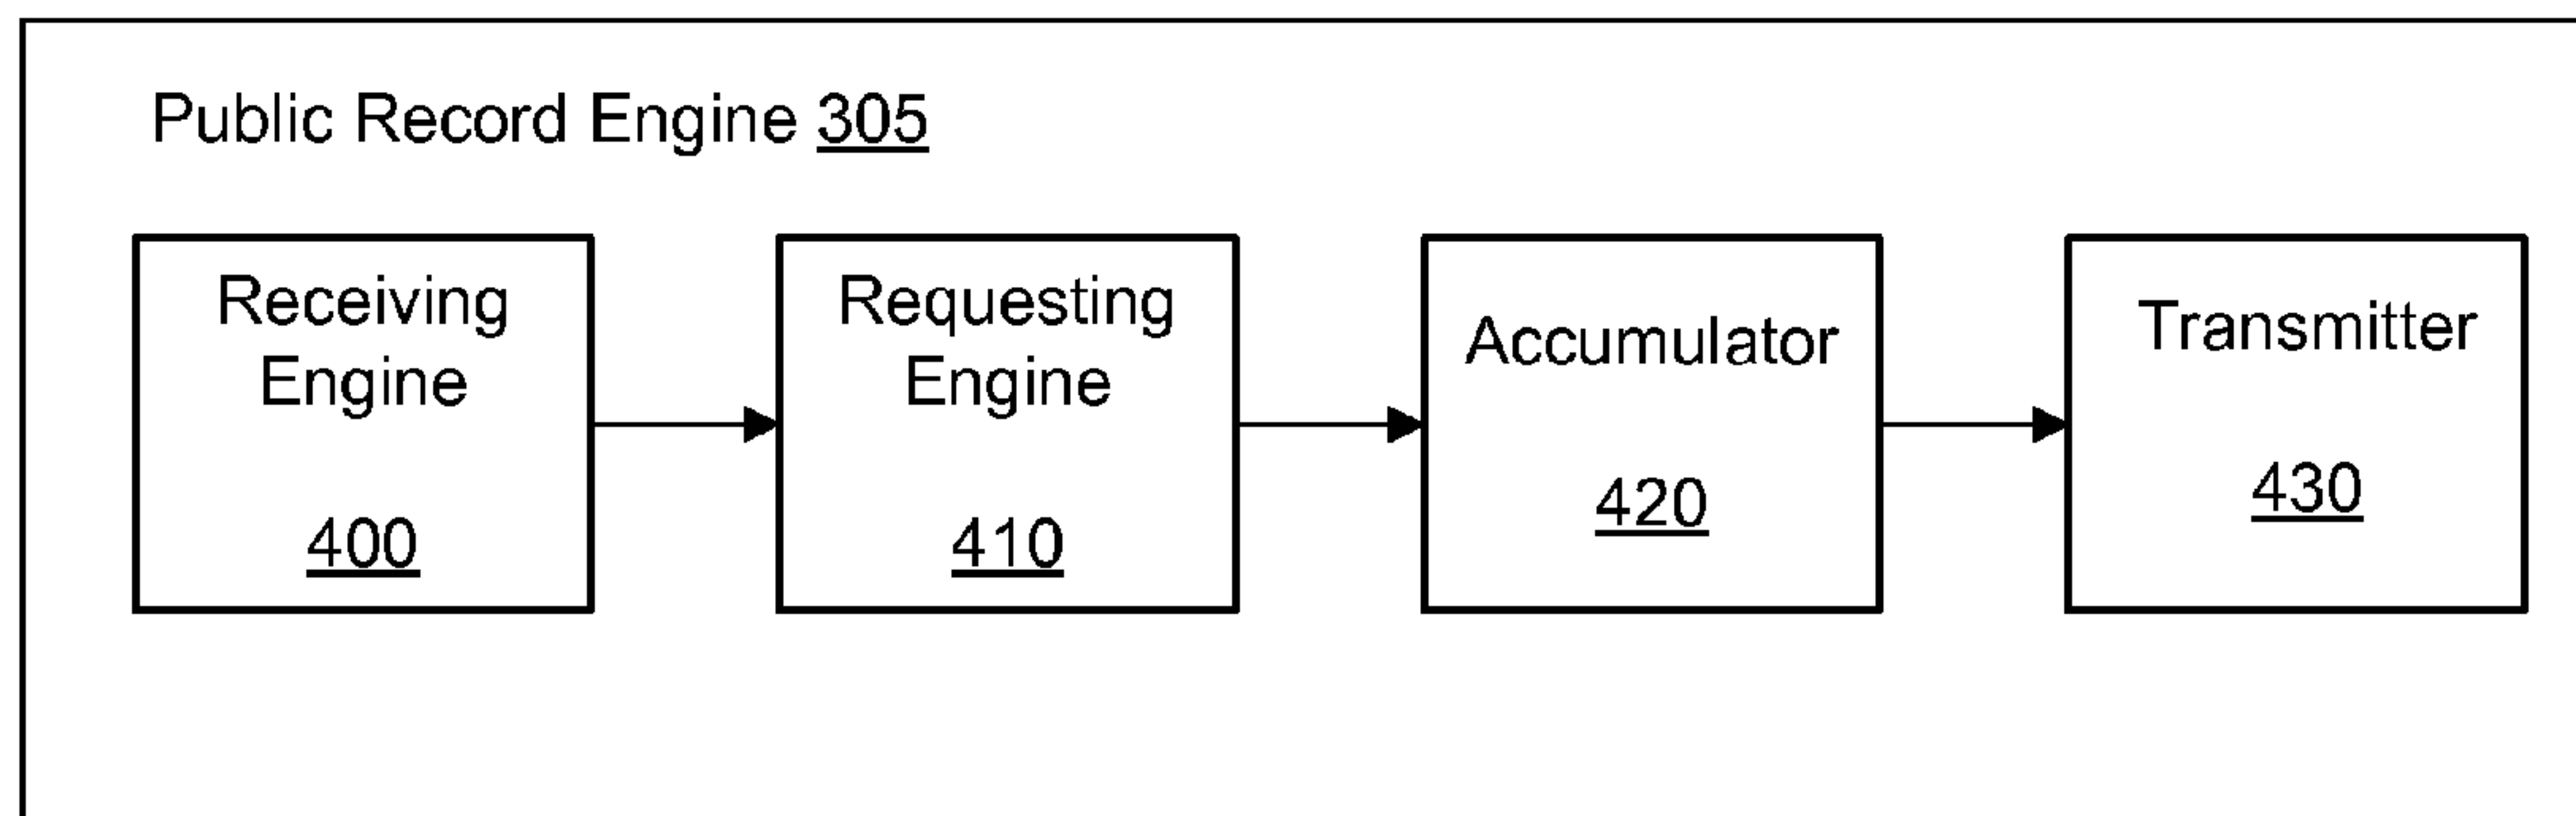 Public Record Engine 305
Receiving
Engine
400
Requesting
Engine
410
Accumulator
420
Transmitter
430